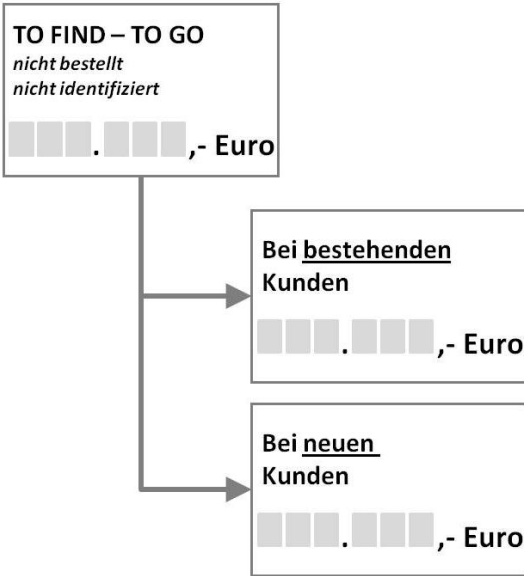 TO FIND – TO GO
nicht bestellt
nicht identifiziert
.   ,- Euro
Bei bestehenden
Kunden
.   ,- Euro
Bei neuen
Kunden
.   ,- Euro